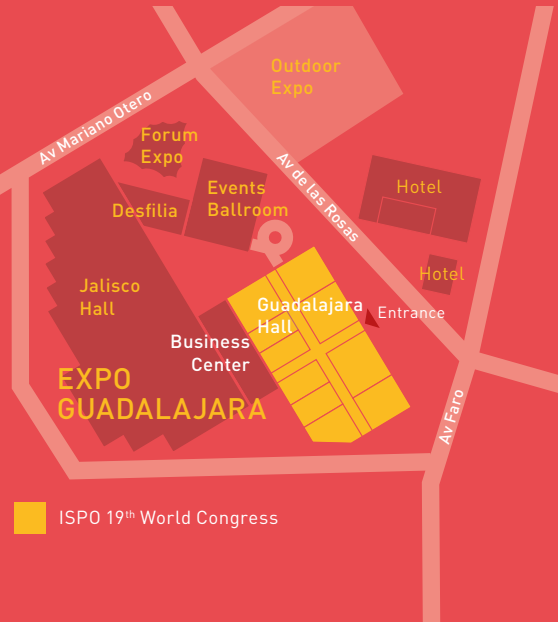 Outdoor
Expo
Av Mariano Otero
Forum
Expo
Av de las Rosas
Events
Ballroom
Hotel
Desfilia
Hotel
Jalisco
Hall
Guadalajara
Hall
Entrance
Business
Center
EXPO
GUADALAJARA
Av Faro
ISPO 19th World Congress